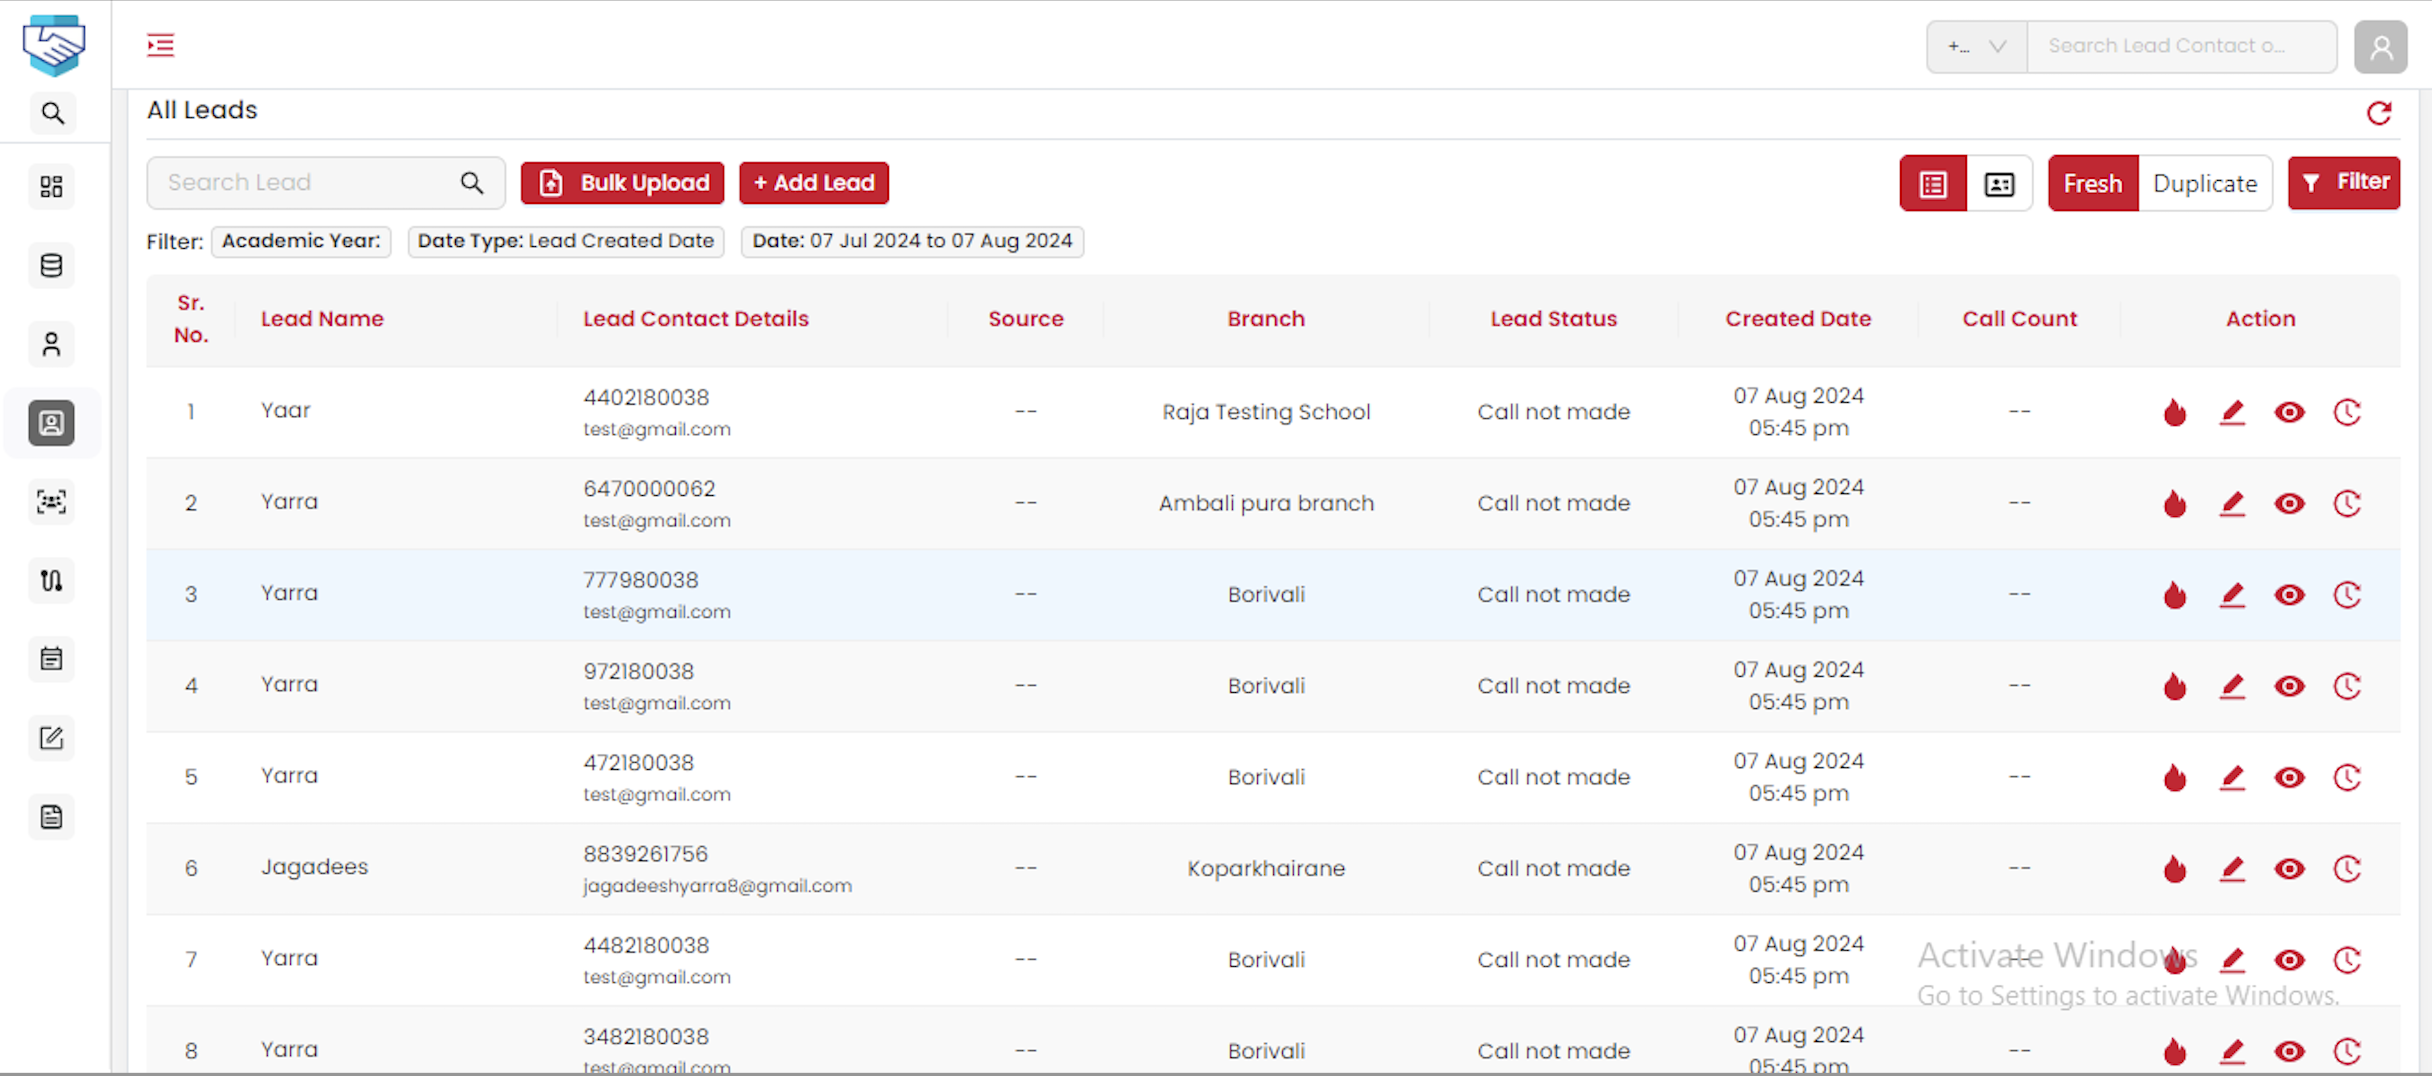 +...
Search Lead Contact o...
All Leads
Search Lead
Bulk Upload
+ Add Lead
Fresh
Duplicate
Filter
Filter: Academic Year: Date Type: Lead Created Date Date: 07 Jul 2024 to 07 Aug 2024
Sr. No. Lead Name Lead Contact Details Source Branch Lead Status Created Date Call Count Action
1 Yaar 4402180038 -- Raja Testing School Call not made 07 Aug 2024 --
test@gmail.com 05:45 pm
2 Yarra 6470000062 -- Ambali pura branch Call not made 07 Aug 2024 --
test@gmail.com 05:45 pm
3 Yarra 777980038 -- Borivali Call not made 07 Aug 2024 --
test@gmail.com 05:45 pm
4 Yarra 972180038 -- Borivali Call not made 07 Aug 2024 --
test@gmail.com 05:45 pm
5 Yarra 472180038 -- Borivali Call not made 07 Aug 2024 --
test@gmail.com 05:45 pm
6 Jagadees 8839261756 -- Koparkhairane Call not made 07 Aug 2024 --
jagadeeshyarra8@gmail.com 05:45 pm
7 Yarra 4482180038 -- Borivali Call not made 07 Aug 2024 --
test@gmail.com 05:45 pm
Activate Windows
Go to Settings to activate Windows.
8 Yarra 3482180038 -- Borivali Call not made 07 Aug 2024 --
test@gmail.com 05:45 pm